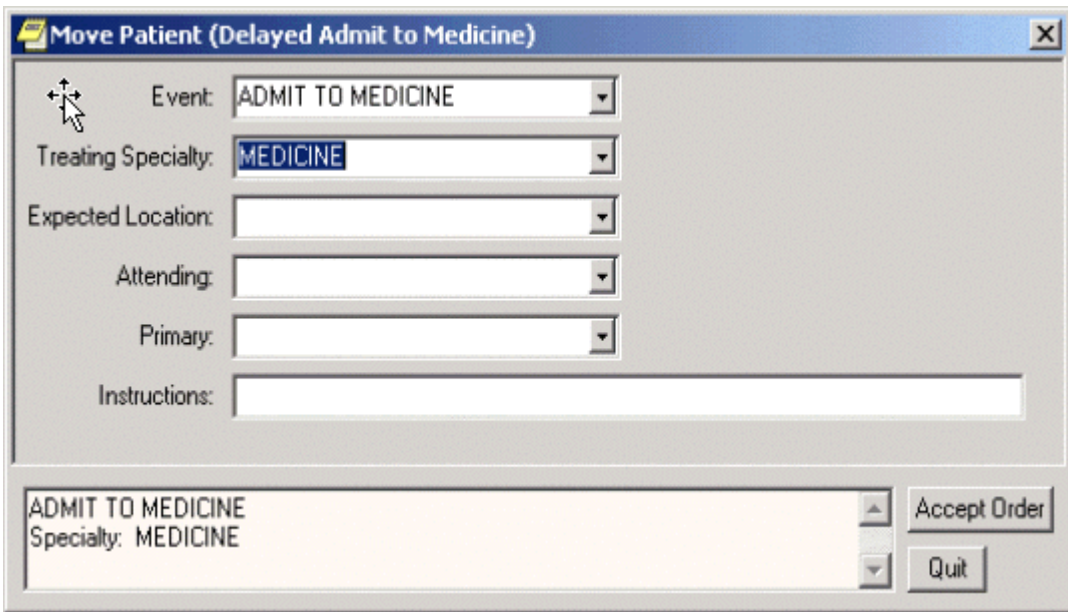 Move Patient (Delayed Admit to Medicine)
Event: ADMIT TO MEDICINE
Treating Specialty: MEDICINE
Expected Location:
Attending:
Primary:
Instructions:
ADMIT TO MEDICINE
Specialty: MEDICINE
Accept Order
Quit